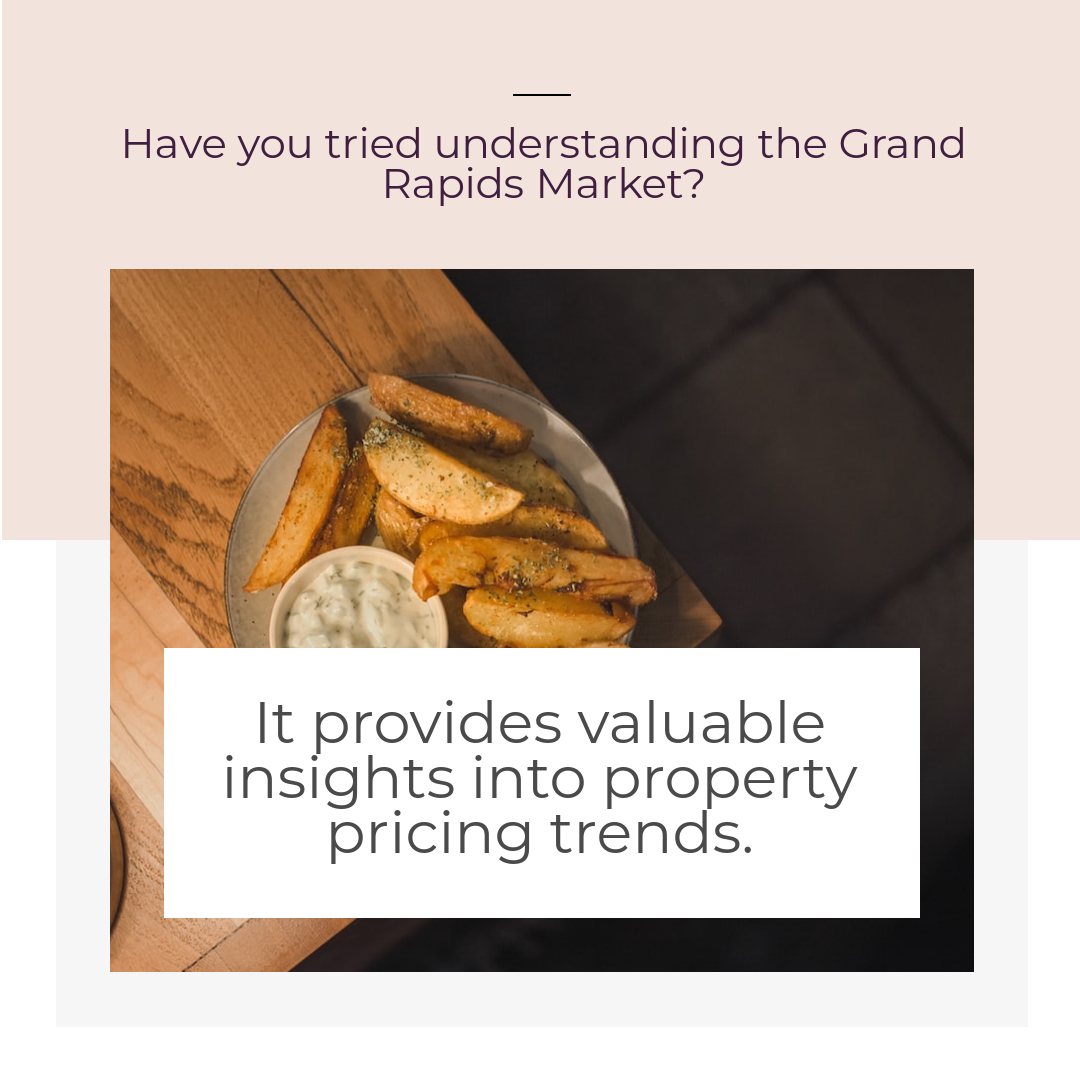 Have you tried understanding the Grand
Rapids Market?
It provides valuable
insights into property
pricing trends.